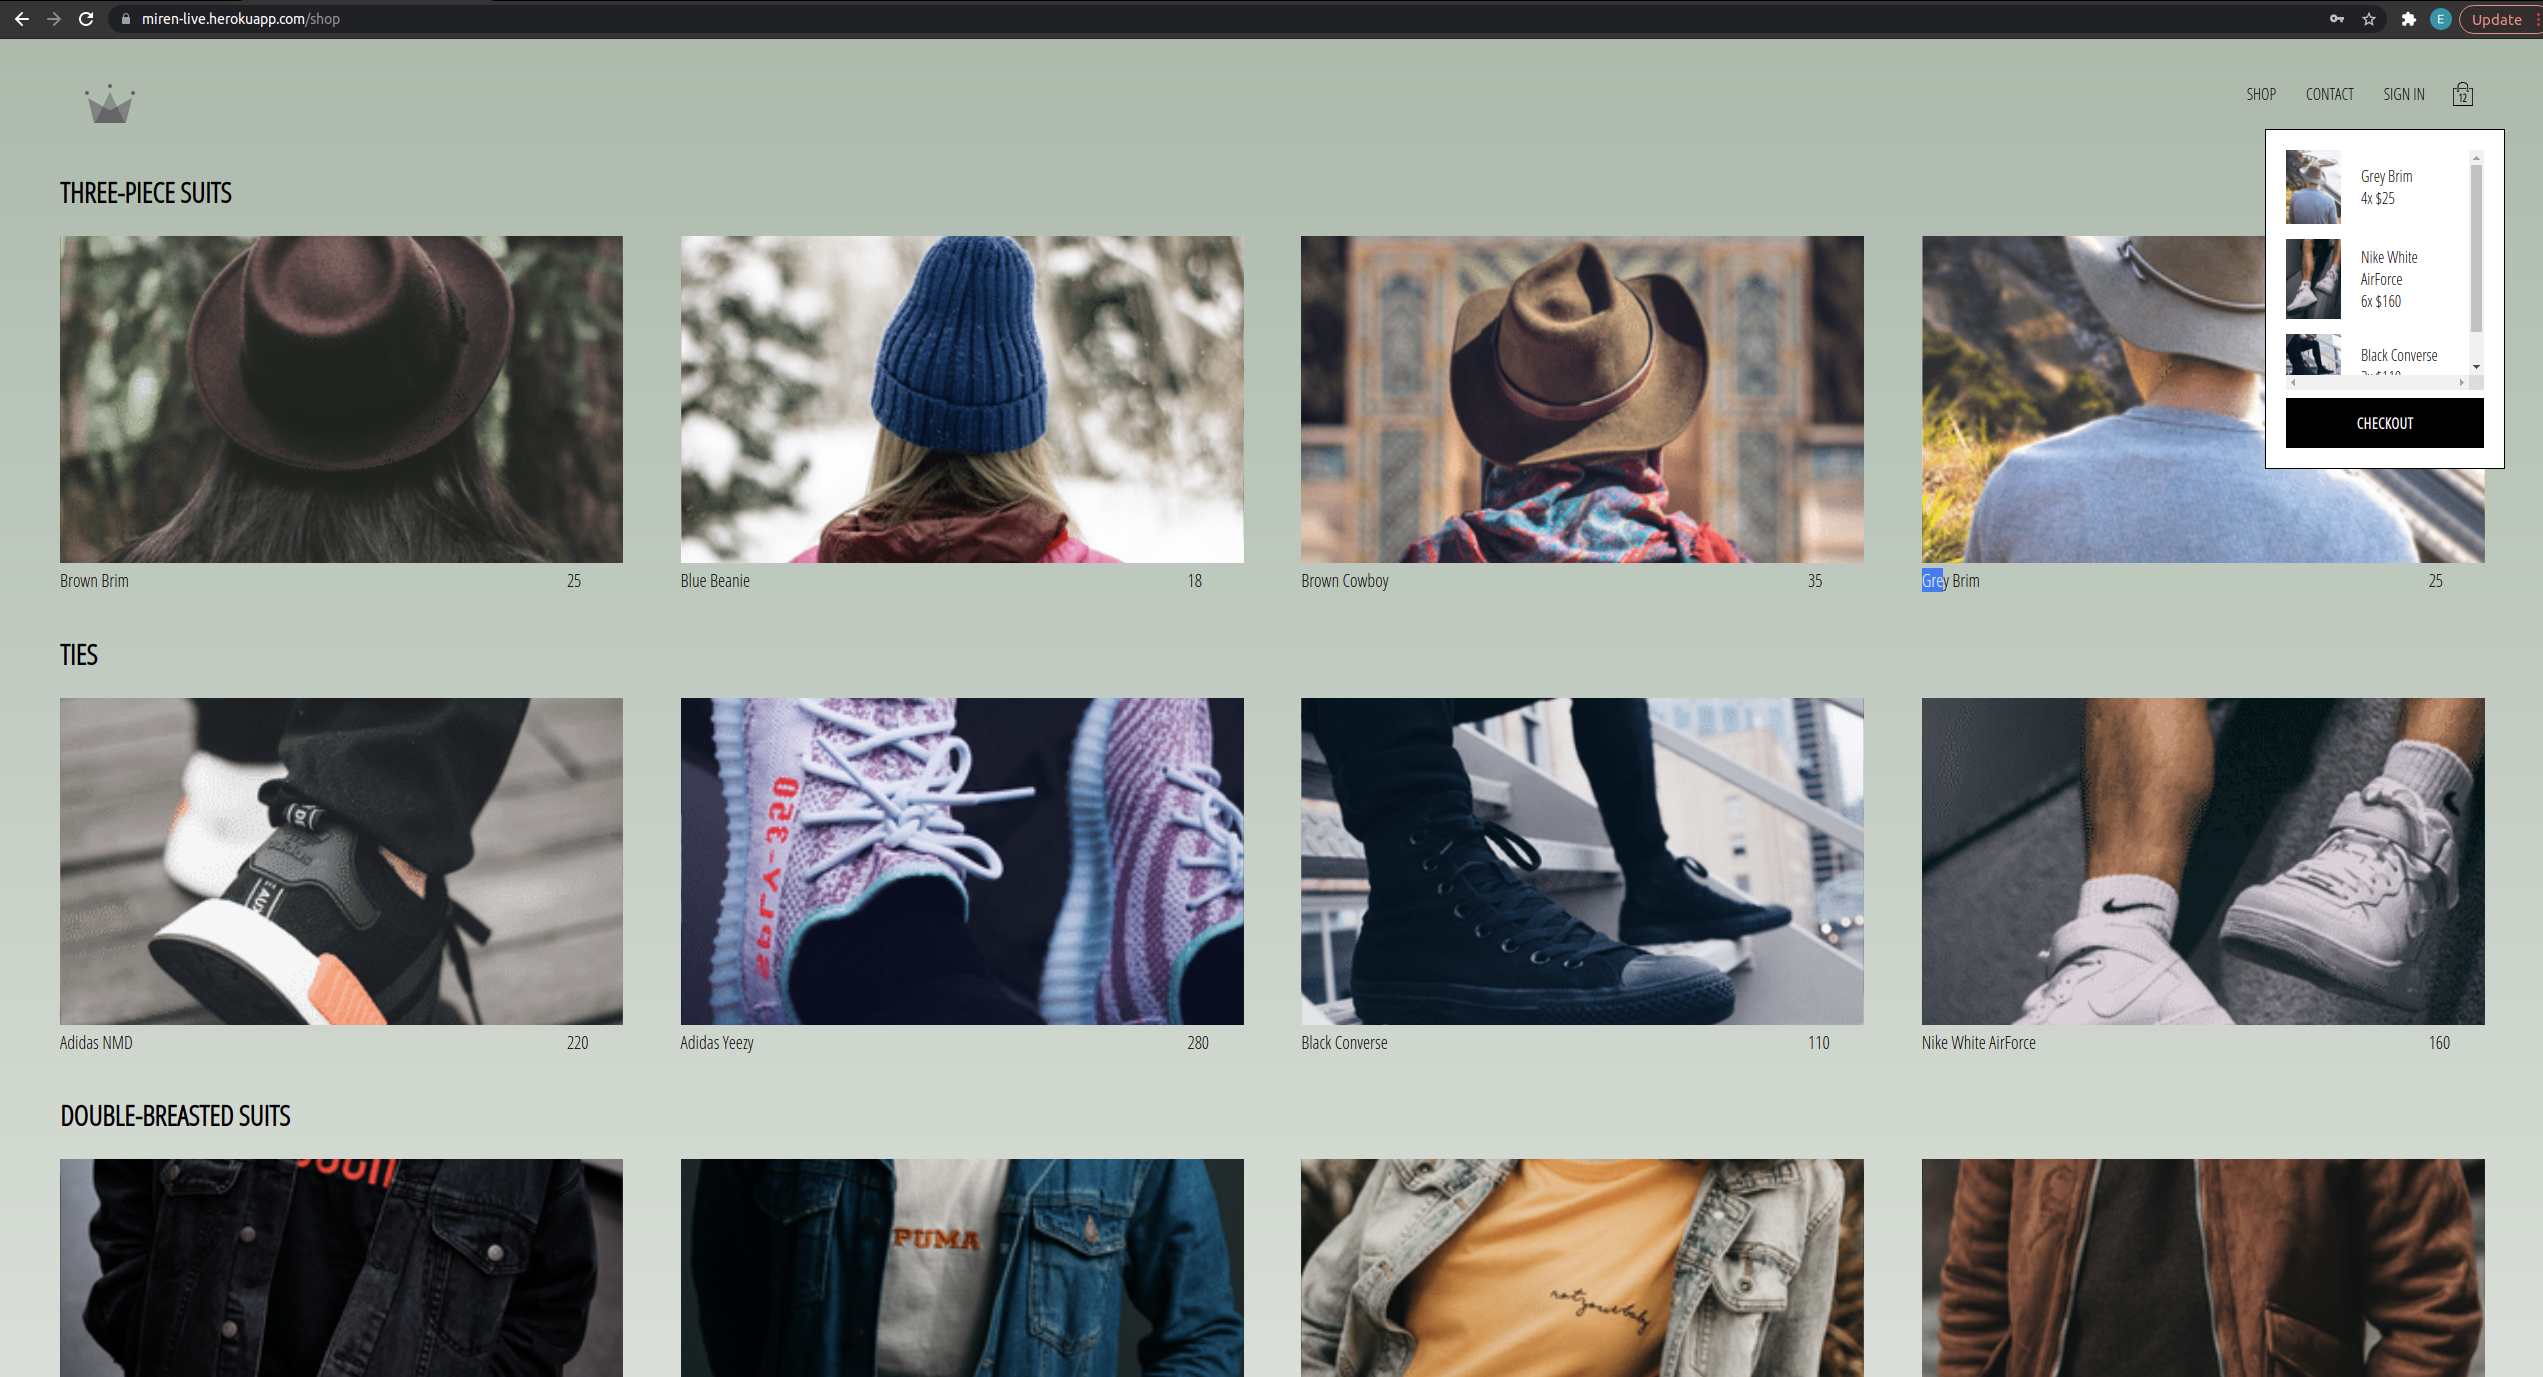 miren-live.herokuapp.com/shop
E
Update
SHOP
CONTACT
SIGN IN
12
Grey Brim
4x $25
Nike White
AirForce
6x $160
Black Converse
CHECKOUT
THREE-PIECE SUITS
Brown Brim
25
Blue Beanie
18
Brown Cowboy
35
Grey Brim
25
TIES
Adidas NMD
220
Adidas Yeezy
280
Black Converse
110
Nike White AirForce
160
DOUBLE-BREASTED SUITS
PUMA
notyourbaby